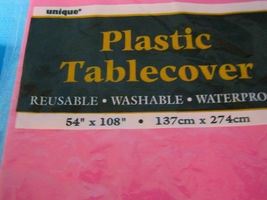 unique®
Plastic
Tablecover
REUSABLE • WASHABLE • WATERPRO
54" x 108" • 137cm x 274cm